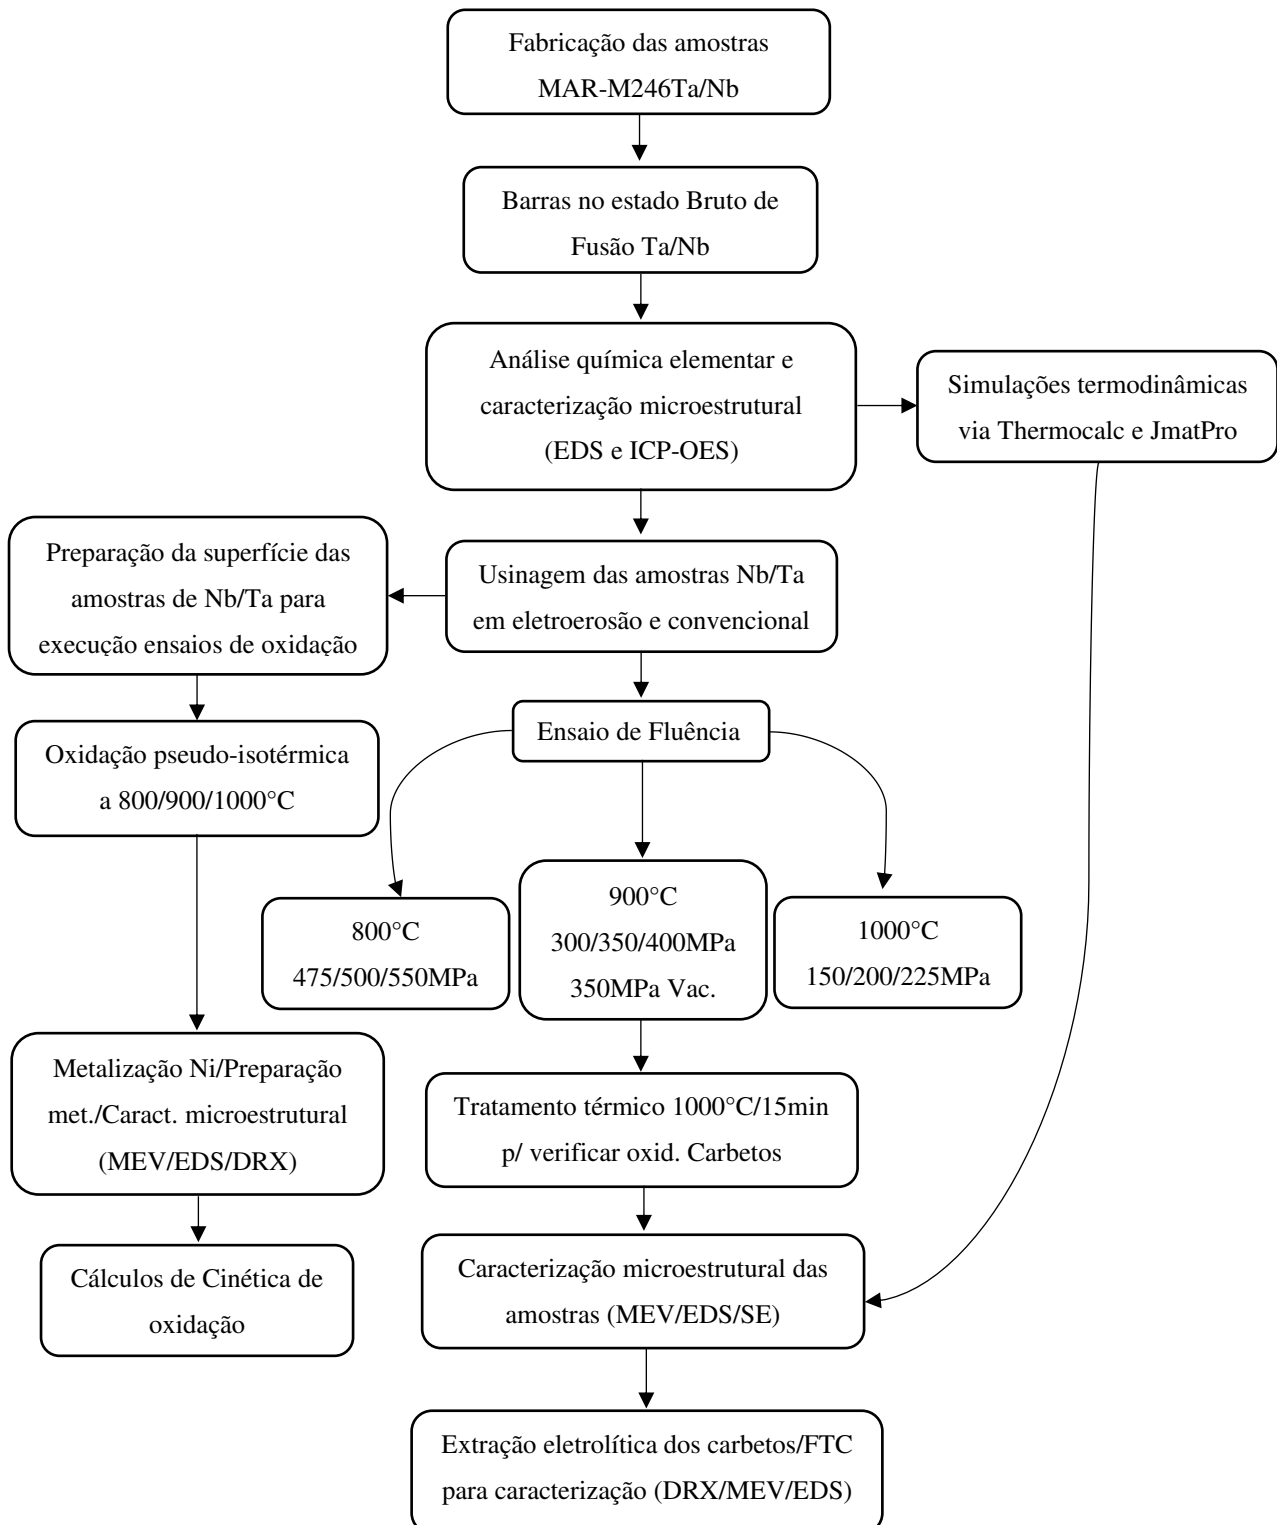 Fabricação das amostras
MAR-M246Ta/Nb
Barras no estado Bruto de
Fusão Ta/Nb
Análise química elementar e
caracterização microestrutural
(EDS e ICP-OES)
Simulações termodinâmicas
via Thermocalc e JmatPro
Preparação da superfície das
amostras de Nb/Ta para
execução ensaios de oxidação
Usinagem das amostras Nb/Ta
em eletroerosão e convencional
Oxidação pseudo-isotérmica
a 800/900/1000°C
Ensaio de Fluência
800°C
475/500/550MPa
900°C
300/350/400MPa
350MPa Vac.
1000°C
150/200/225MPa
Metalização Ni/Preparação
met./Caract. microestrutural
(MEV/EDS/DRX)
Tratamento térmico 1000°C/15min
p/ verificar oxid. Carbetos
Cálculos de Cinética de
oxidação
Caracterização microestrutural das
amostras (MEV/EDS/SE)
Extração eletrolítica dos carbetos/FTC
para caracterização (DRX/MEV/EDS)